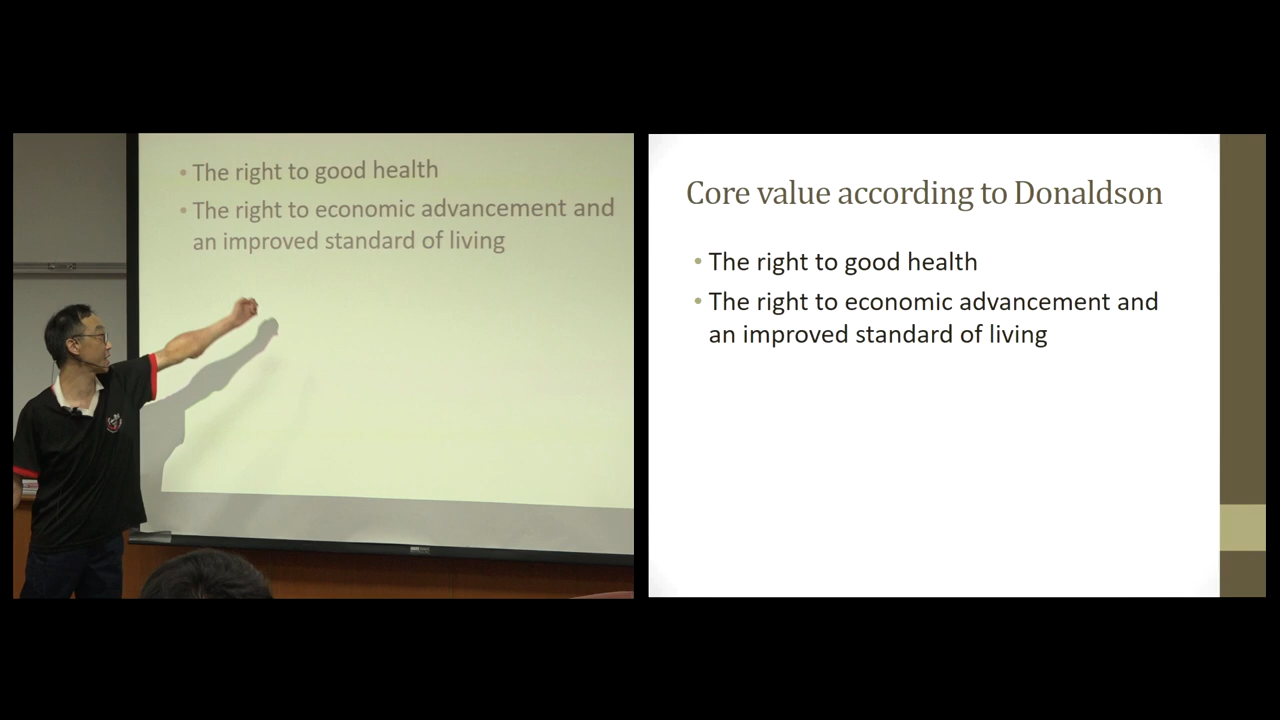 • The right to good health
• The right to economic advancement and
an improved standard of living
Core value according to Donaldson
• The right to good health
• The right to economic advancement and
an improved standard of living